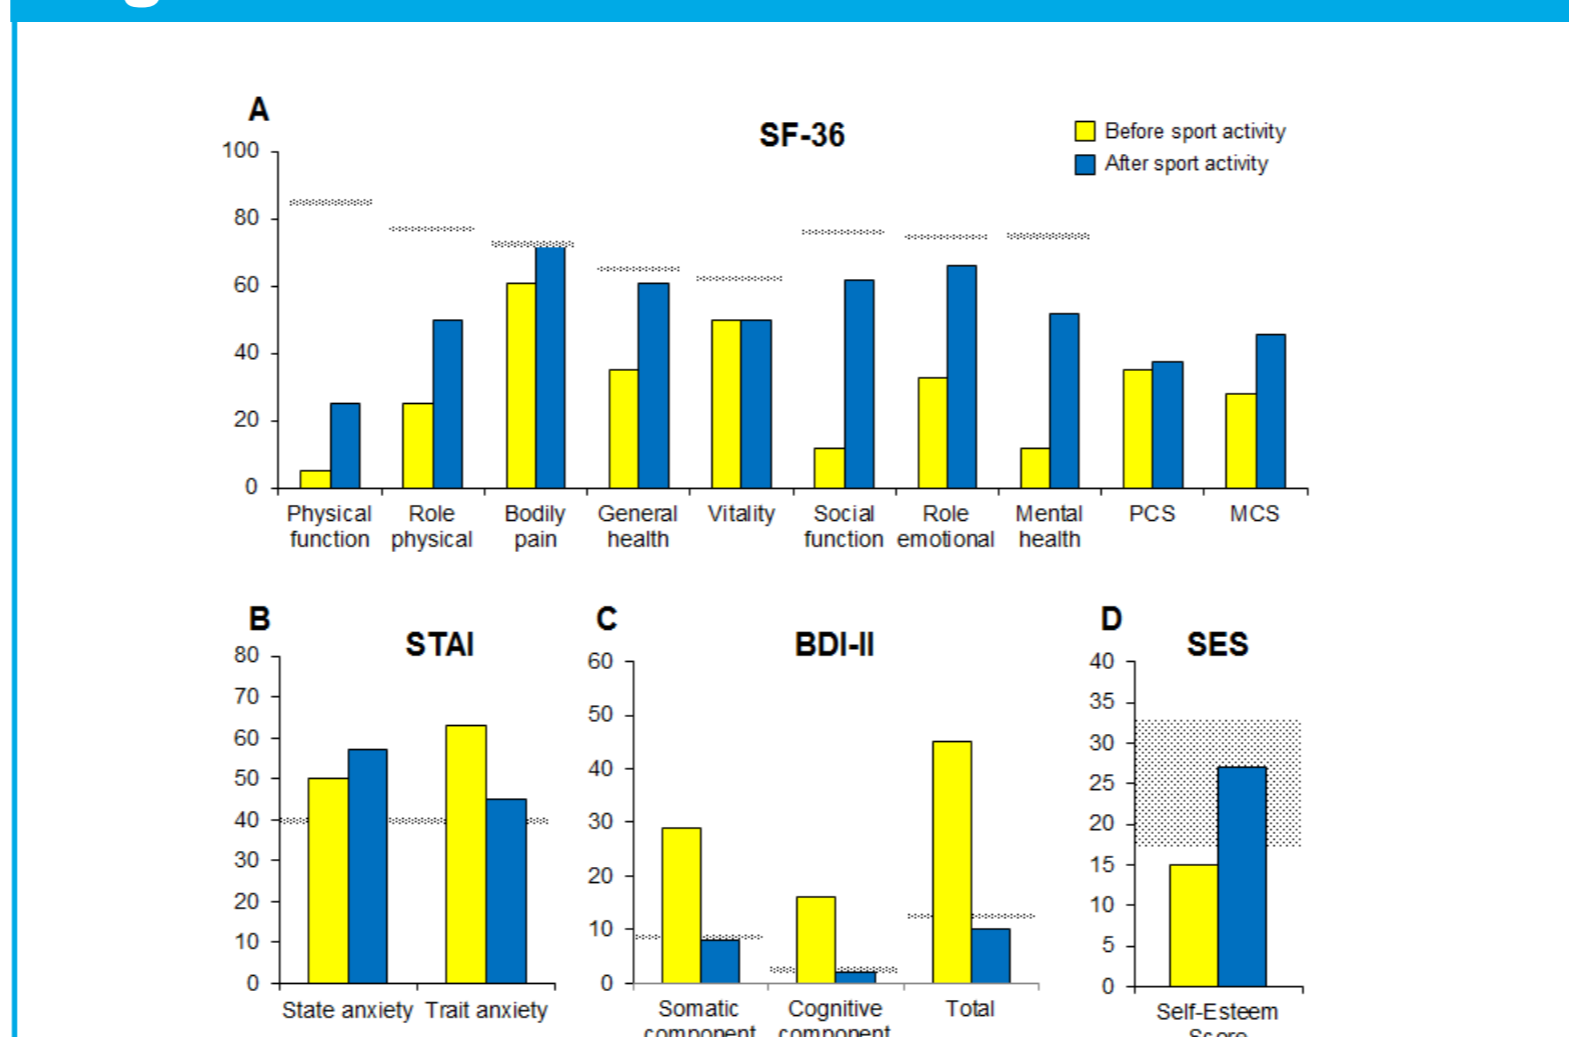 A
SF-36
Before sport activity
After sport activity
100
80
60
40
20
0
Physical function
Role physical
Bodily pain
General health
Vitality
Social function
Role emotional
Mental health
PCS
MCS
B
STAI
80
70
60
50
40
30
20
10
0
State anxiety
Trait anxiety
C
BDI-II
60
50
40
30
20
10
0
Somatic component
Cognitive component
Total
D
SES
40
35
30
25
20
15
10
5
0
Self-Esteem
Score